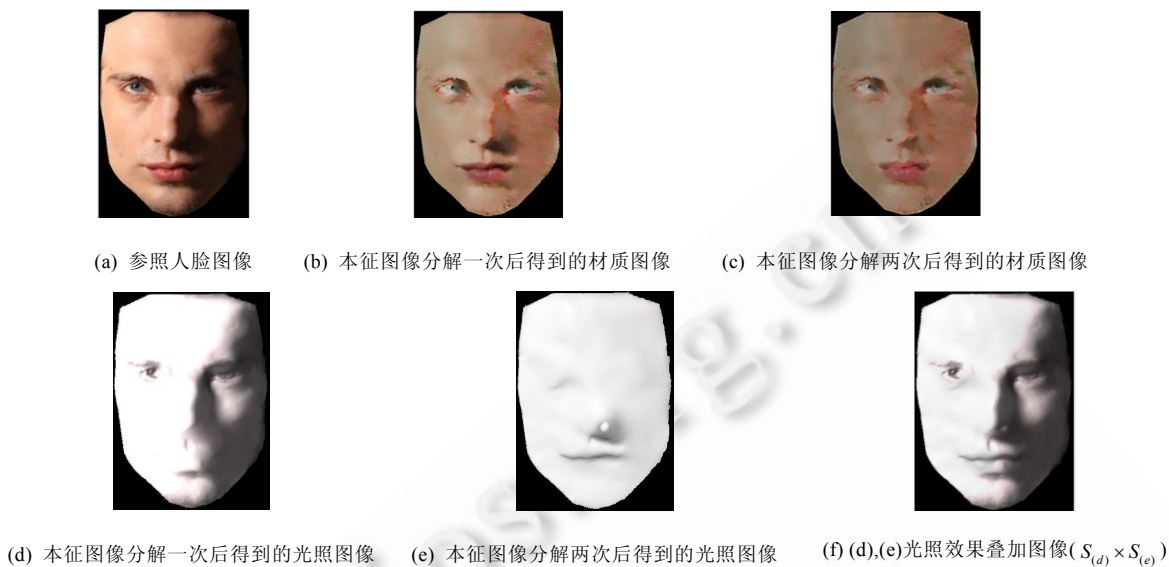 (a) 参照人脸图像
(b) 本征图像分解一次后得到的材质图像
(c) 本征图像分解两次后得到的材质图像
(d) 本征图像分解一次后得到的光照图像
(e) 本征图像分解两次后得到的光照图像
(f) (d),(e)光照效果叠加图像(S(d)×S(e))